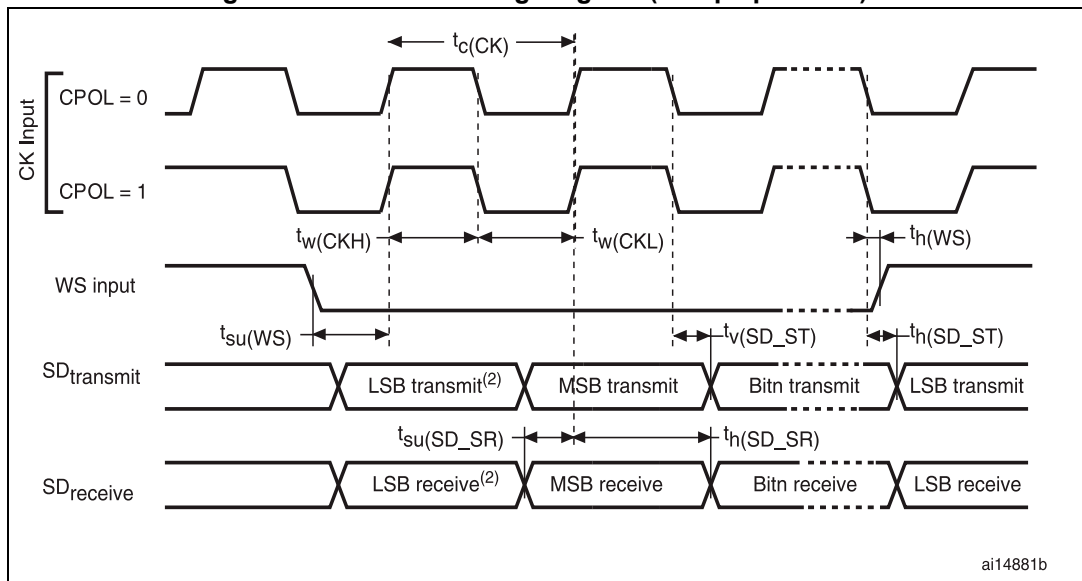 tc(CK)
CK Input
CPOL = 0
CPOL = 1
tw(CKH)
tw(CKL)
th(WS)
WS input
tsu(WS)
tv(SD_ST)
th(SD_ST)
SDtransmit
LSB transmit(2)
MSB transmit
Bitn transmit
LSB transmit
tsu(SD_SR)
th(SD_SR)
SDreceive
LSB receive(2)
MSB receive
Bitn receive
LSB receive
ai14881b